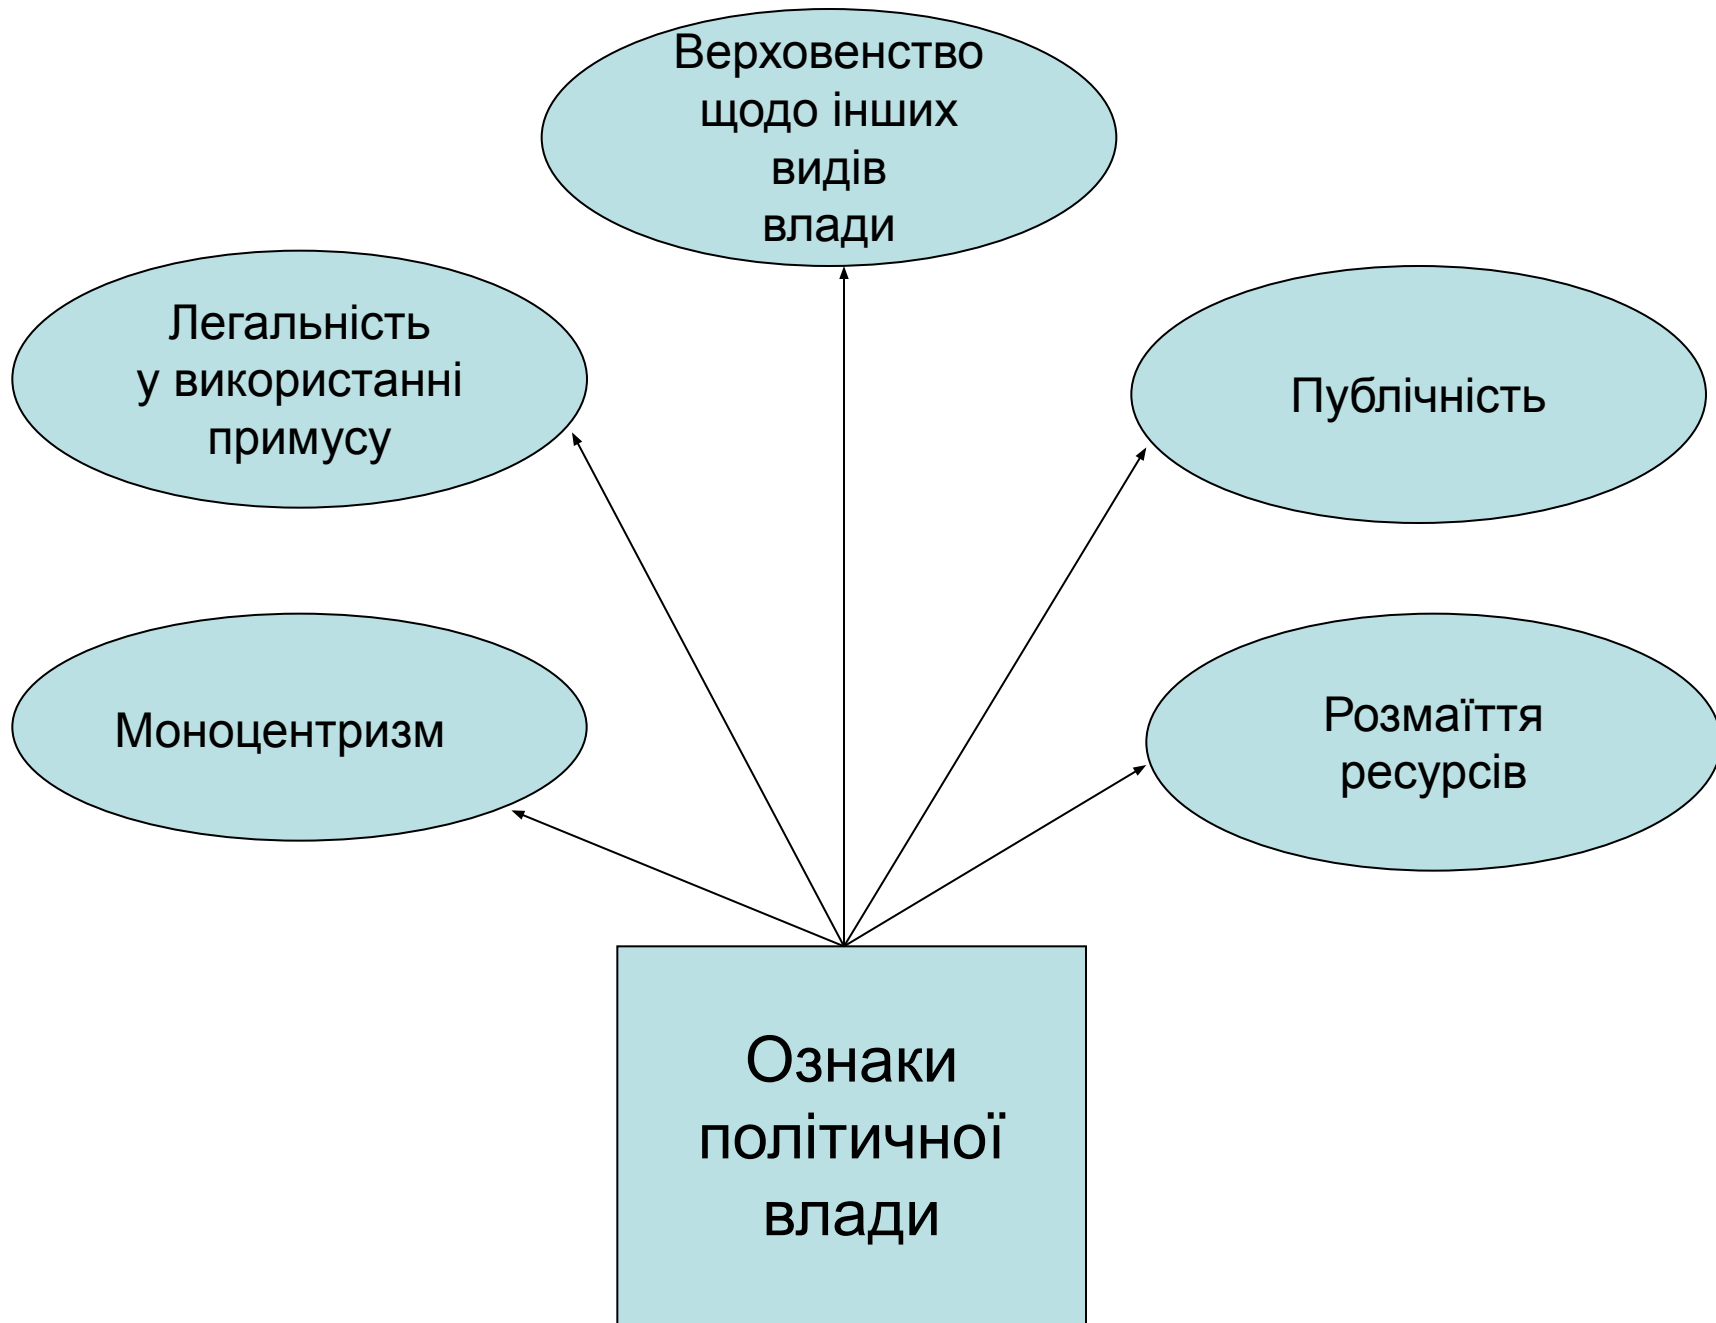 Верховенство
щодо інших
видів
влади
Легальність
у використанні
примусу
Публічність
Моноцентризм
Розмаїття
ресурсів
Ознаки
політичної
влади